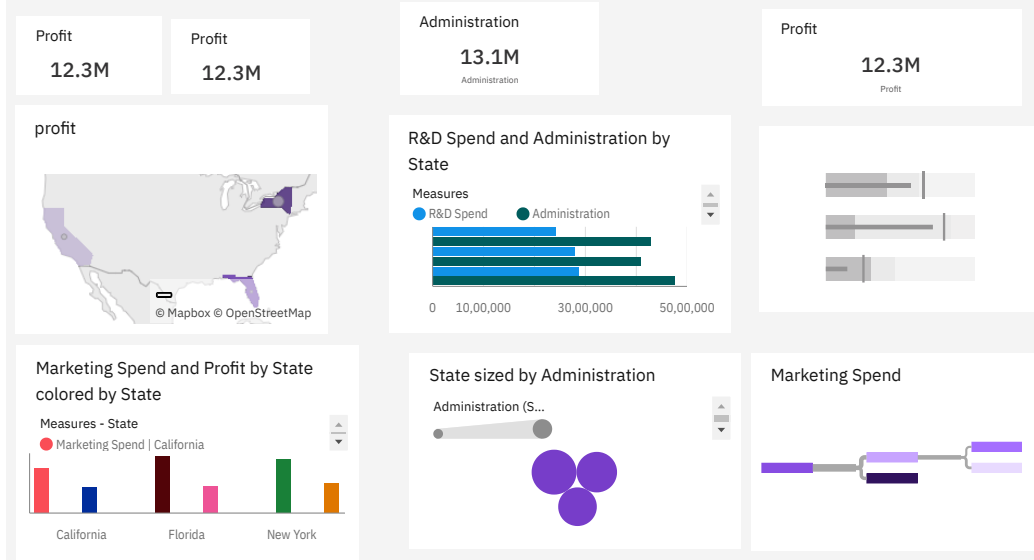 Profit
12.3M
Profit
12.3M
Administration
13.1M
Administration
Profit
12.3M
Profit
profit
© Mapbox © OpenStreetMap
R&D Spend and Administration by
State
Measures
R&D Spend Administration
0 10,00,000 30,00,000 50,00,000
Marketing Spend and Profit by State
colored by State
Measures - State
Marketing Spend | California
California Florida New York
State sized by Administration
Administration (S...
Marketing Spend